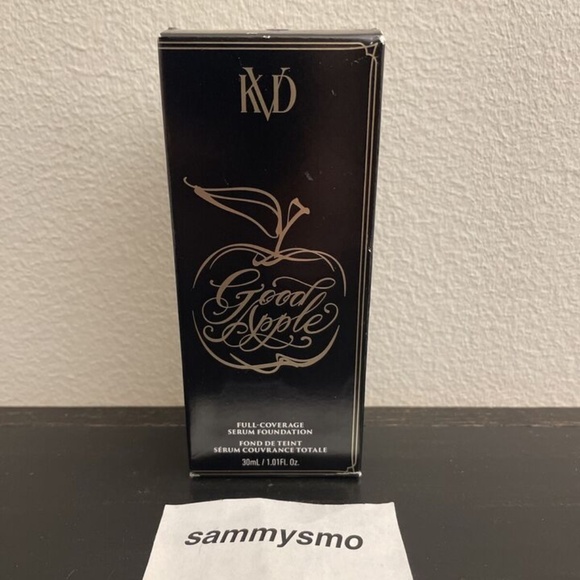 KVD
Good
Apple
FULL-COVERAGE
SERUM FOUNDATION
FOND DE TEINT
SÉRUM COUVRANCE TOTALE
30mL / 1.01Fl. Oz.
sammysmo